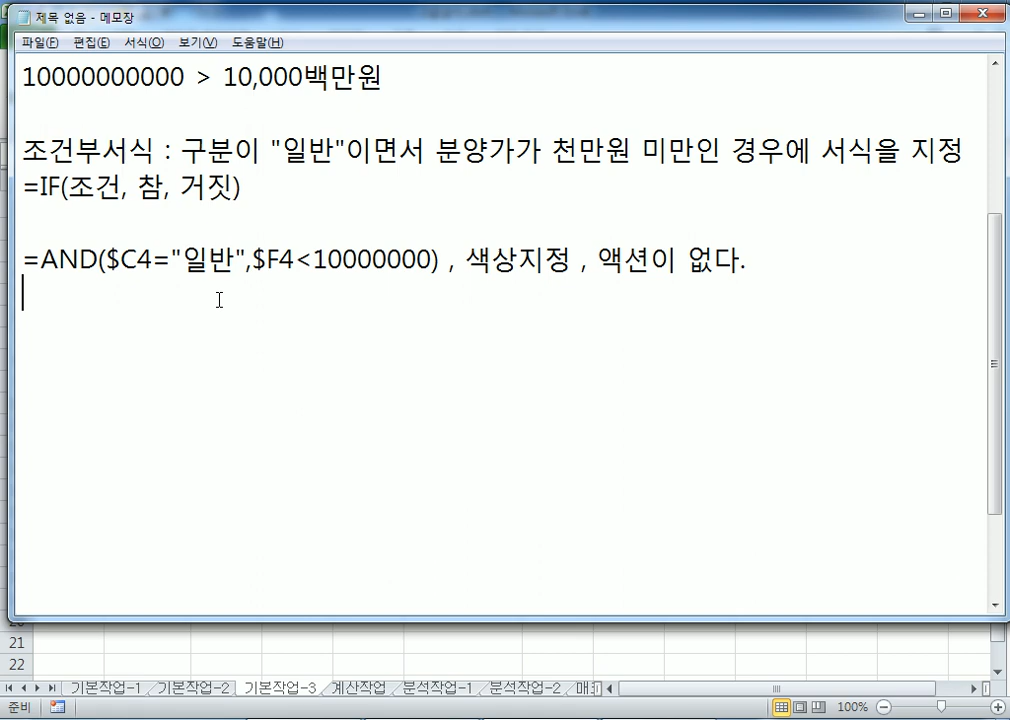 제목 없음 - 메모장
파일(F) 편집(E) 서식(O) 보기(V) 도움말(H)
10000000000 > 10,000백만원
조건부서식 : 구분이 "일반"이면서 분양가가 천만원 미만인 경우에 서식을 지정
=IF(조건, 참, 거짓)
=AND($C4="일반",$F4<10000000) , 색상지정 , 액션이 없다.
21
22
기본작업-1 기본작업-2 기본작업-3 계산작업 분석작업-1 분석작업-2
준비 100%